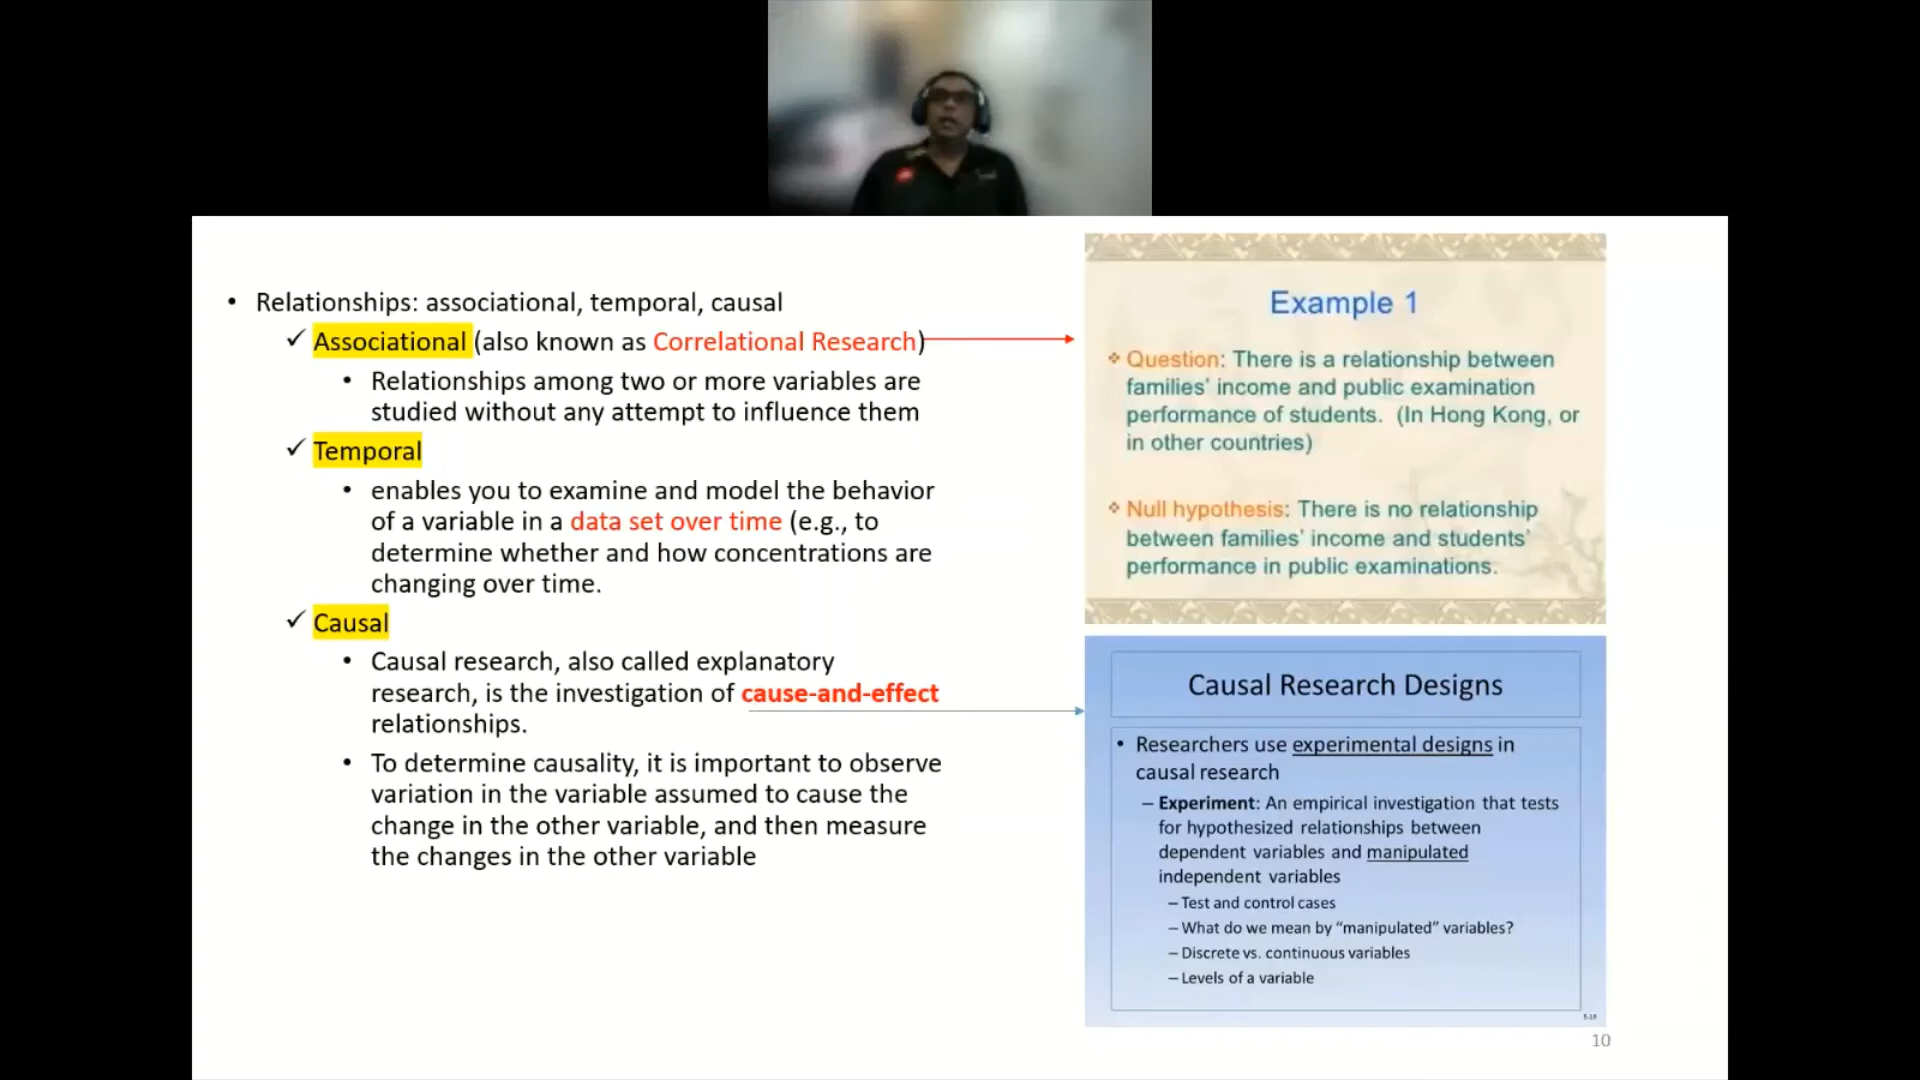 • Relationships: associational, temporal, causal
✓ Associational (also known as Correlational Research)
• Relationships among two or more variables are
studied without any attempt to influence them
✓ Temporal
• enables you to examine and model the behavior
of a variable in a data set over time (e.g., to
determine whether and how concentrations are
changing over time.
✓ Causal
• Causal research, also called explanatory
research, is the investigation of cause-and-effect
relationships.
• To determine causality, it is important to observe
variation in the variable assumed to cause the
change in the other variable, and then measure
the changes in the other variable
Example 1
❖ Question: There is a relationship between
families' income and public examination
performance of students. (In Hong Kong, or
in other countries)
❖ Null hypothesis: There is no relationship
between families' income and students'
performance in public examinations.
Causal Research Designs
• Researchers use experimental designs in
causal research
– Experiment: An empirical investigation that tests
for hypothesized relationships between
dependent variables and manipulated
independent variables
– Test and control cases
– What do we mean by “manipulated” variables?
– Discrete vs. continuous variables
– Levels of a variable
10